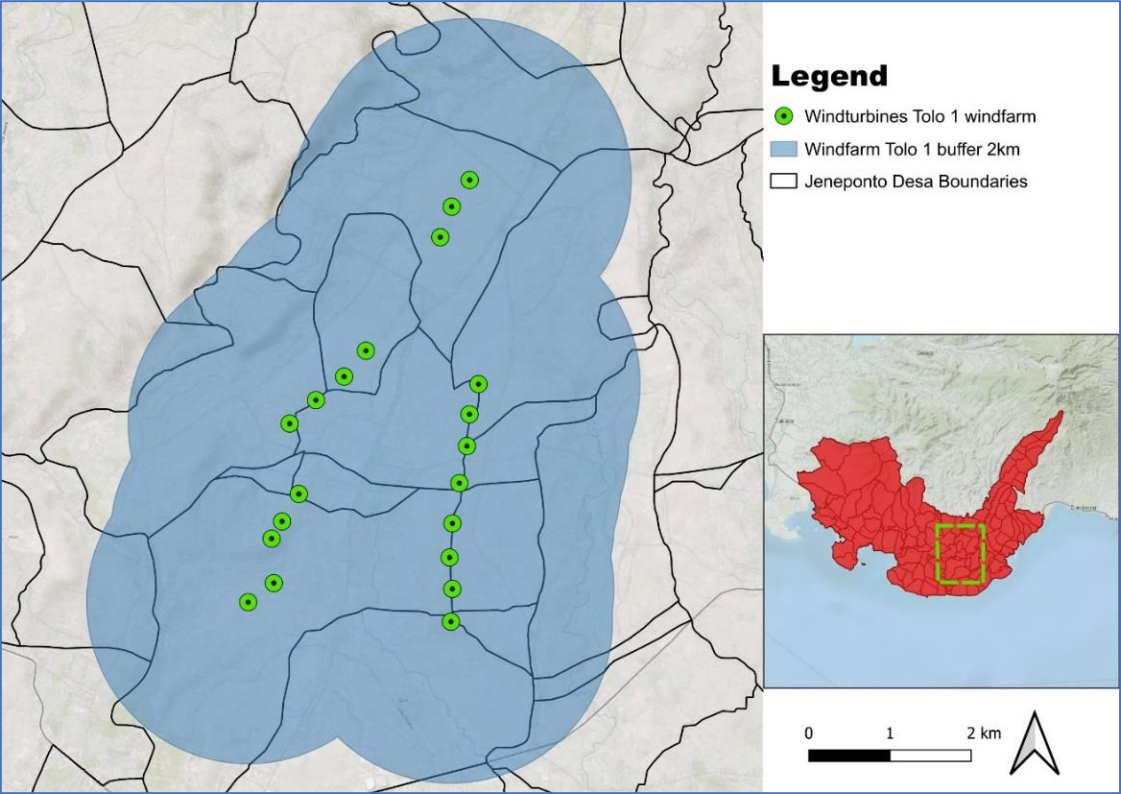 Legend
Windturbines Tolo 1 windfarm
Windfarm Tolo 1 buffer 2km
Jeneponto Desa Boundaries
0 1 2 km